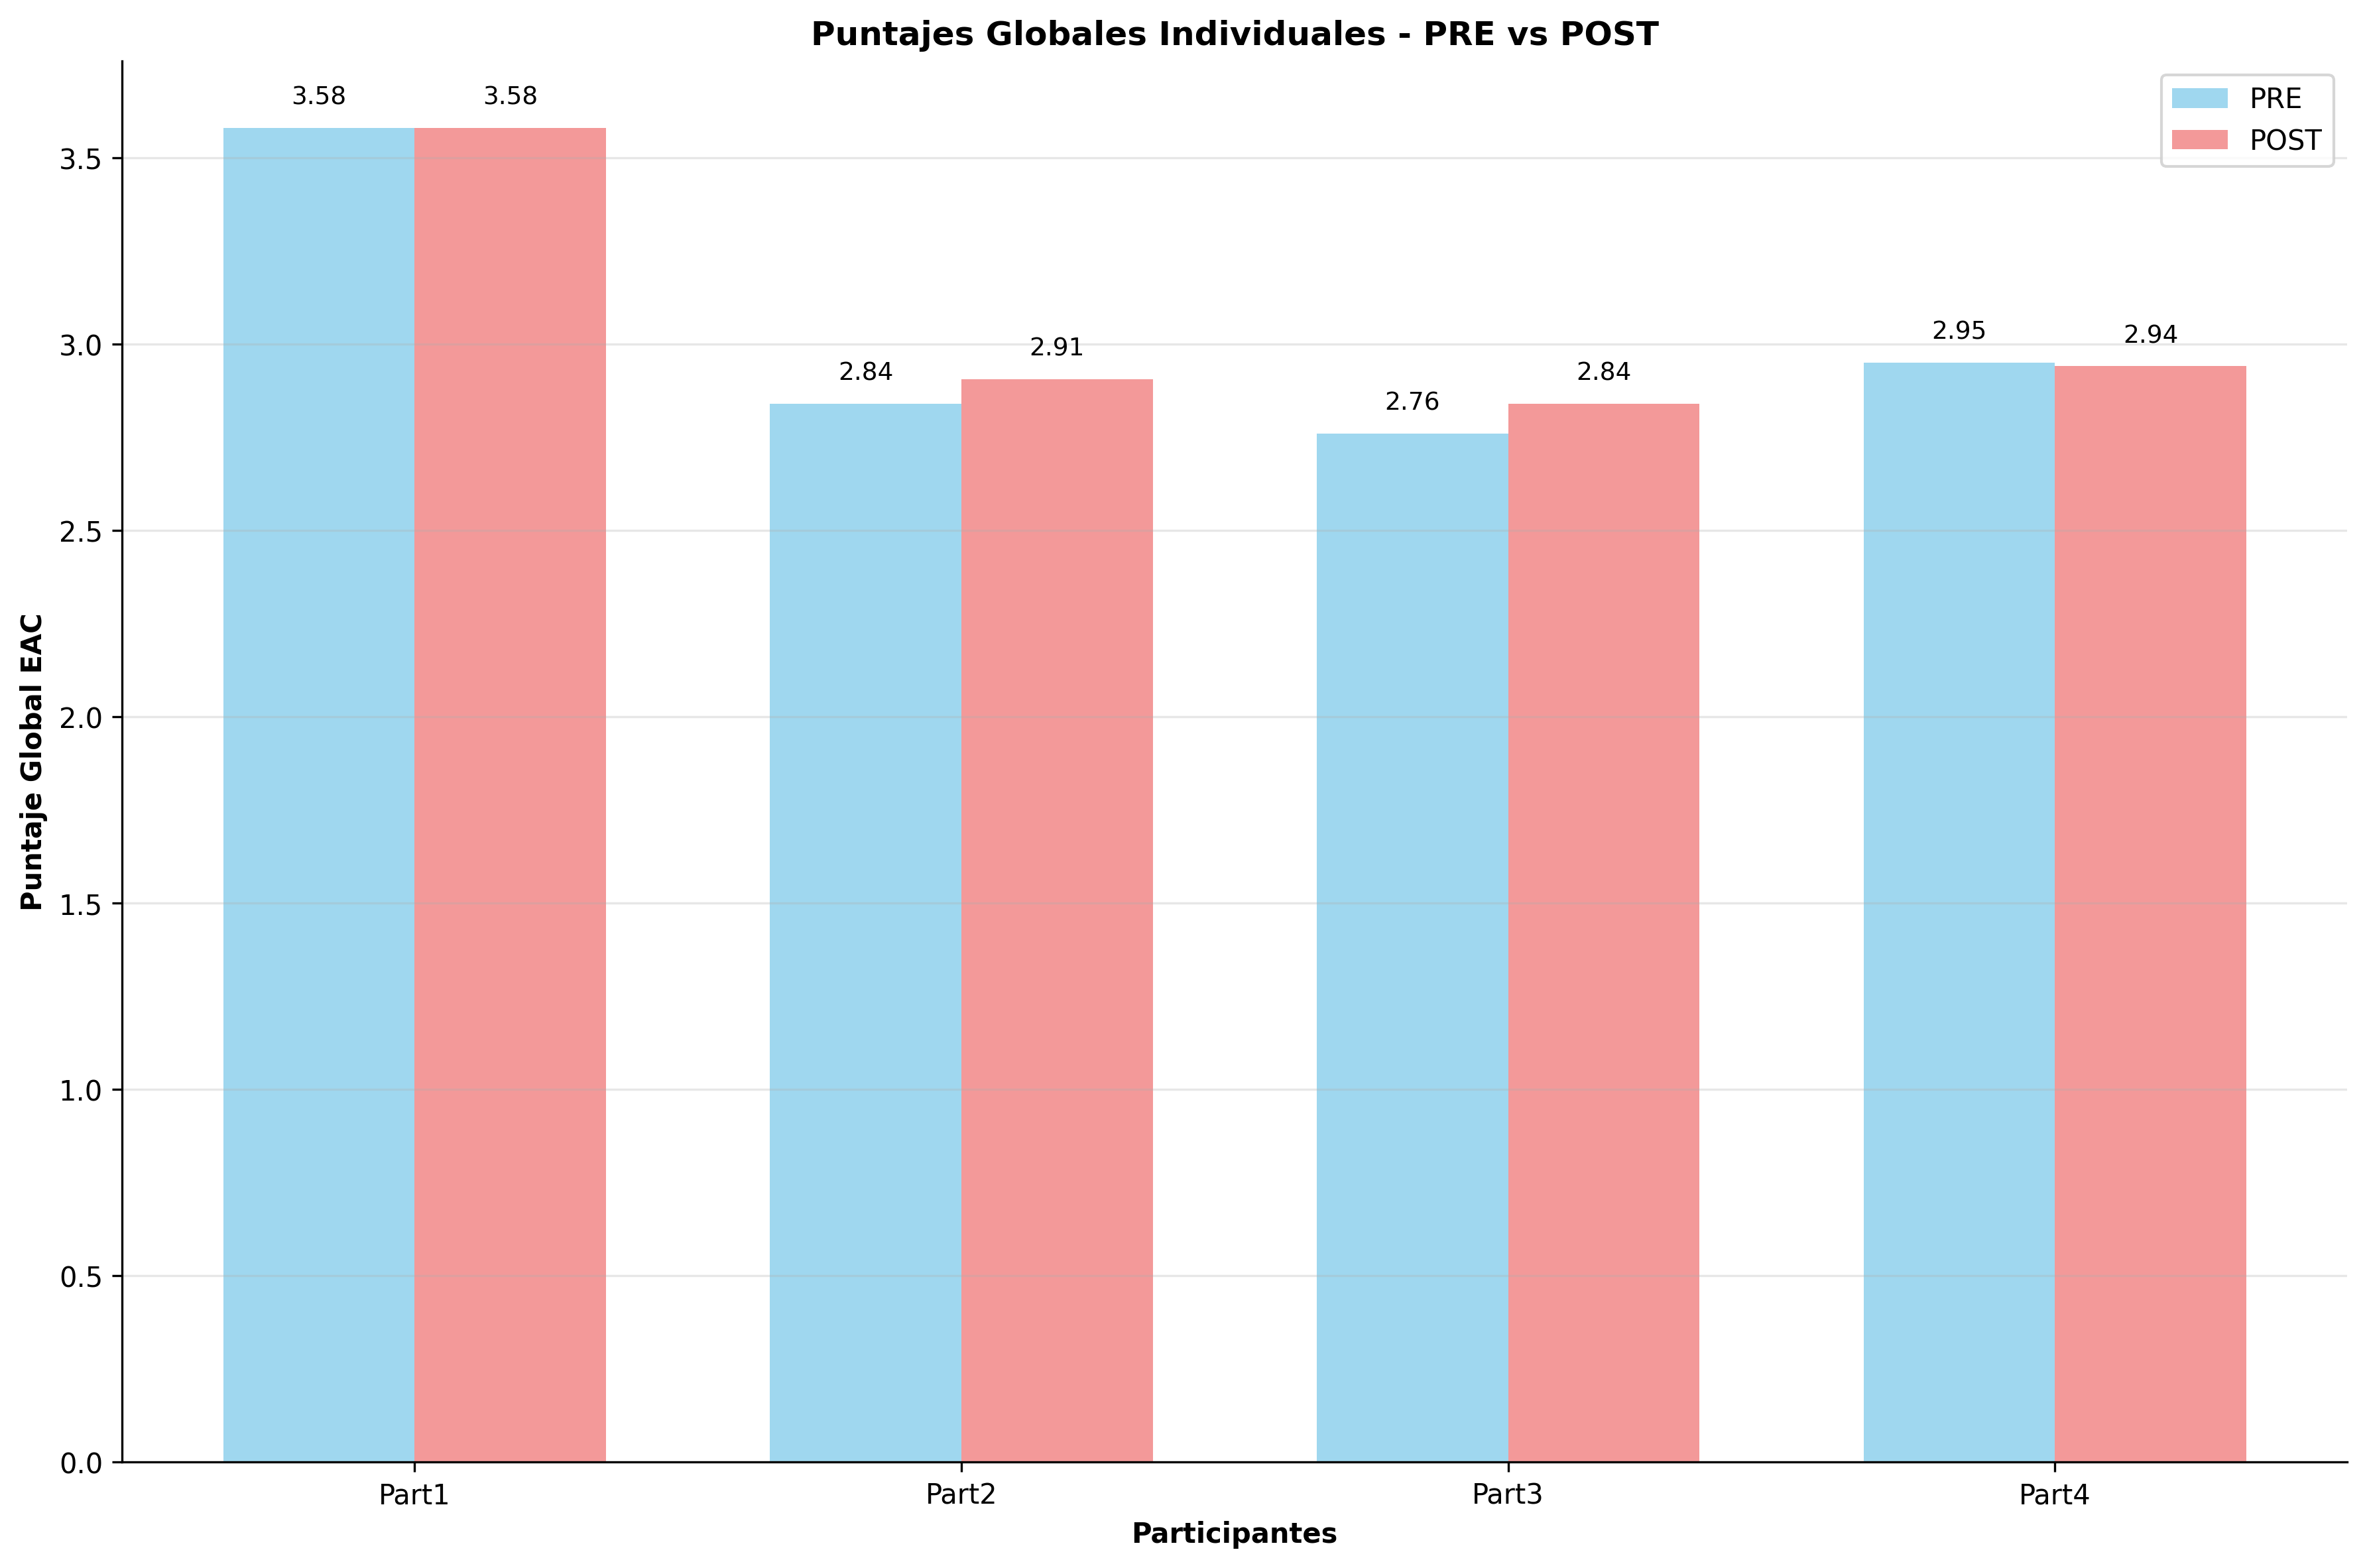 Puntajes Globales Individuales - PRE vs POST
PRE
POST
3.58
3.58
2.84
2.91
2.76
2.84
2.95
2.94
Puntaje Global EAC
3.5
3.0
2.5
2.0
1.5
1.0
0.5
0.0
Part1
Part2
Part3
Part4
Participantes